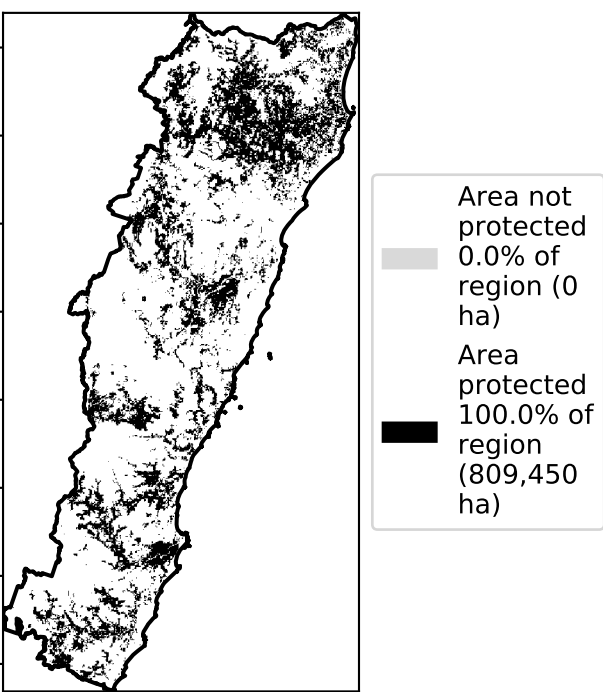 Area not
protected
0.0% of
region (0
ha)
Area
protected
100.0% of
region
(809,450
ha)